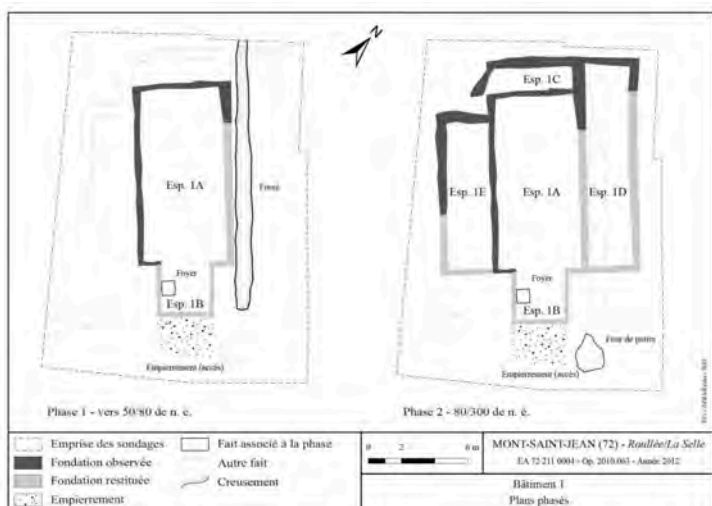 N
Esp. 1A
Fossé
Foyer
Esp. 1B
Empierrement (accès)
Phase 1 - vers 50/80 de n. è.
Esp. 1C
Esp. 1E
Esp. 1A
Esp. 1D
Foyer
Esp. 1B
Four de potier
Empierrement (accès)
Phase 2 - 80/300 de n. è.
Emprise des sondages
Fondation observée
Fondation restituée
Empierrement
Fait associé à la phase
Autre fait
Creusement
0 2 6 m
MONT-SAINT-JEAN (72) - Roullée/La Selle
EA 72 211 0004 - Op. 2010.063 - Année 2012
Bâtiment 1
Plans phasés